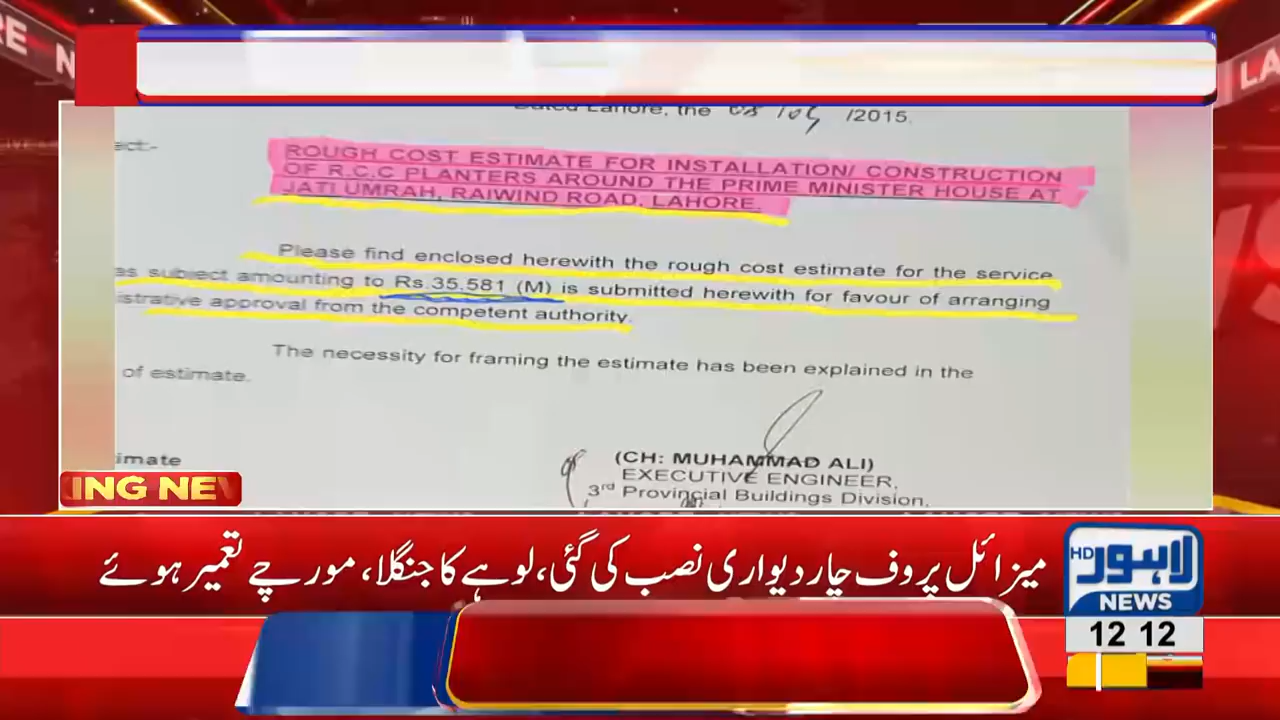 Dated Lahore, the 08/04/2015.
ect:-
ROUGH COST ESTIMATE FOR INSTALLATION/ CONSTRUCTION
OF R.C.C PLANTERS AROUND THE PRIME MINISTER HOUSE AT
JATI UMRAH, RAIWIND ROAD, LAHORE.
Please find enclosed herewith the rough cost estimate for the service
as subject amounting to Rs.35.581 (M) is submitted herewith for favour of arranging
istrative approval from the competent authority.
The necessity for framing the estimate has been explained in the
of estimate.
imate
(CH: MUHAMMAD ALI)
EXECUTIVE ENGINEER,
3rd Provincial Buildings Division,
ING NEW
میزائل پروف چار دیواری نصب کی گئی، لوہے کا جنگلا، مورچے تعمیر ہوئے
HD لاہور
NEWS
12 12